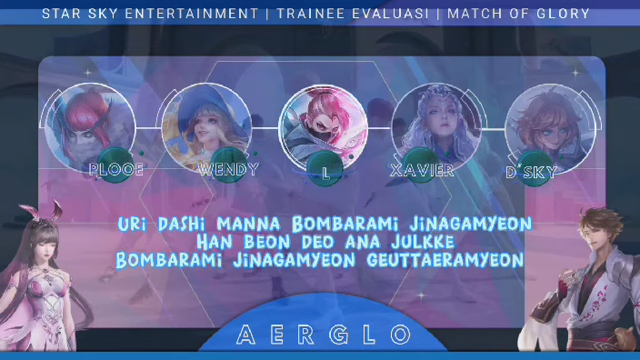 STAR SKY ENTERTAINMENT | TRAINEE EVALUASI | MATCH OF GLORY
PLOOE WENDY L XAVIER D'SKY
URI DASHI MANNA BOMBARAMI JINAGAMYEON
HAN BEON DEO ANA JULKKE
BOMBARAMI JINAGAMYEON GEUTTAERAMYEON
AERGLO